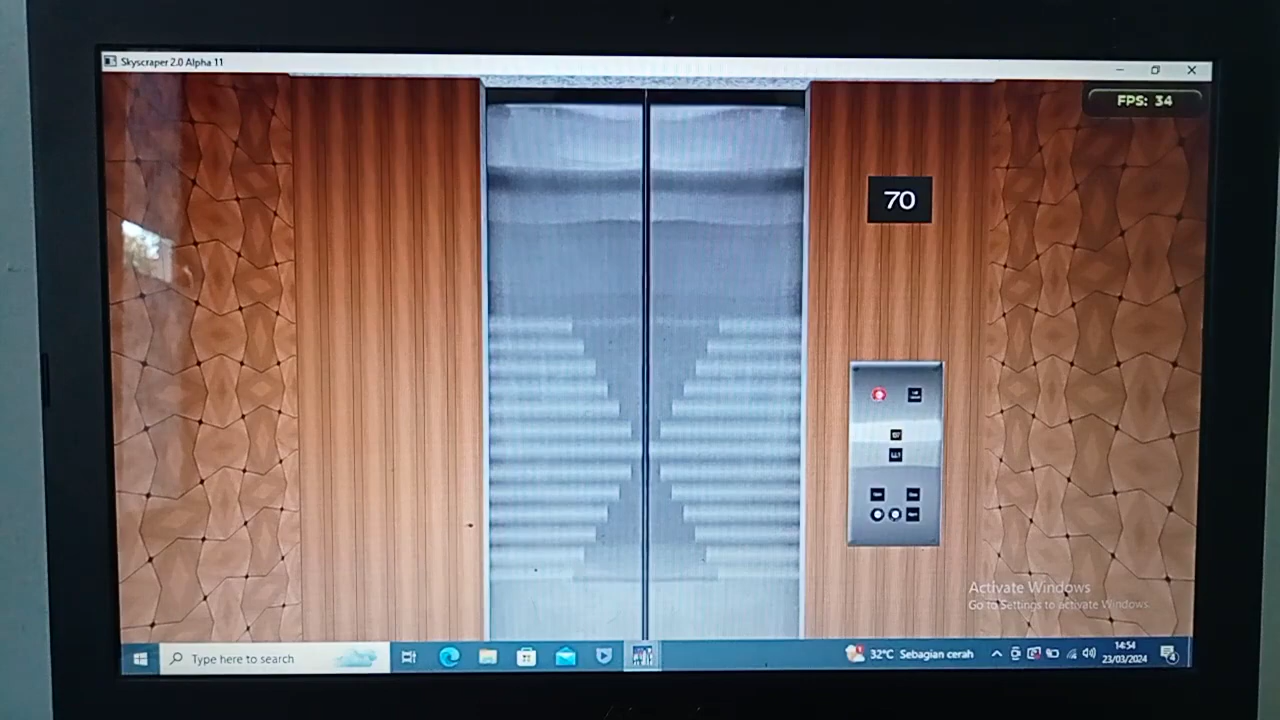 Skyscraper 2.0 Alpha 11
FPS: 34
70
Activate Windows
Go to Settings to activate Windows.
Type here to search
32°C Sebagian cerah
14:54
23/03/2024
4